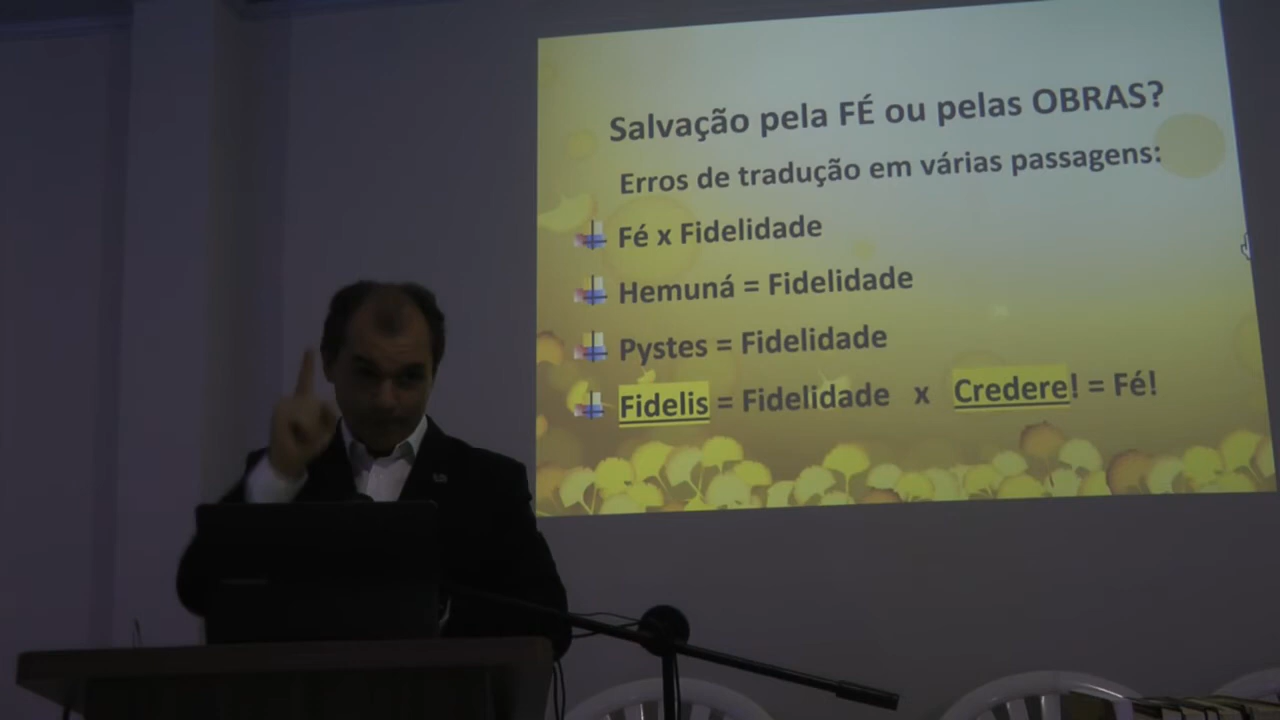 Salvação pela FÉ ou pelas OBRAS?
Erros de tradução em várias passagens:
Fé x Fidelidade
Hemuná = Fidelidade
Pystes = Fidelidade
Fidelis = Fidelidade x Credere! = Fé!